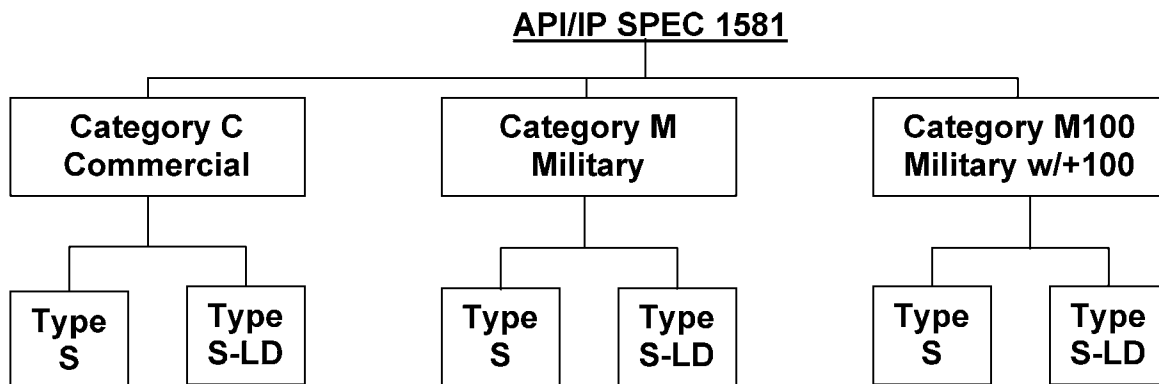 API/IP SPEC 1581
Category C
Commercial
Category M
Military
Category M100
Military w/+100
Type
S
Type
S-LD
Type
S
Type
S-LD
Type
S
Type
S-LD